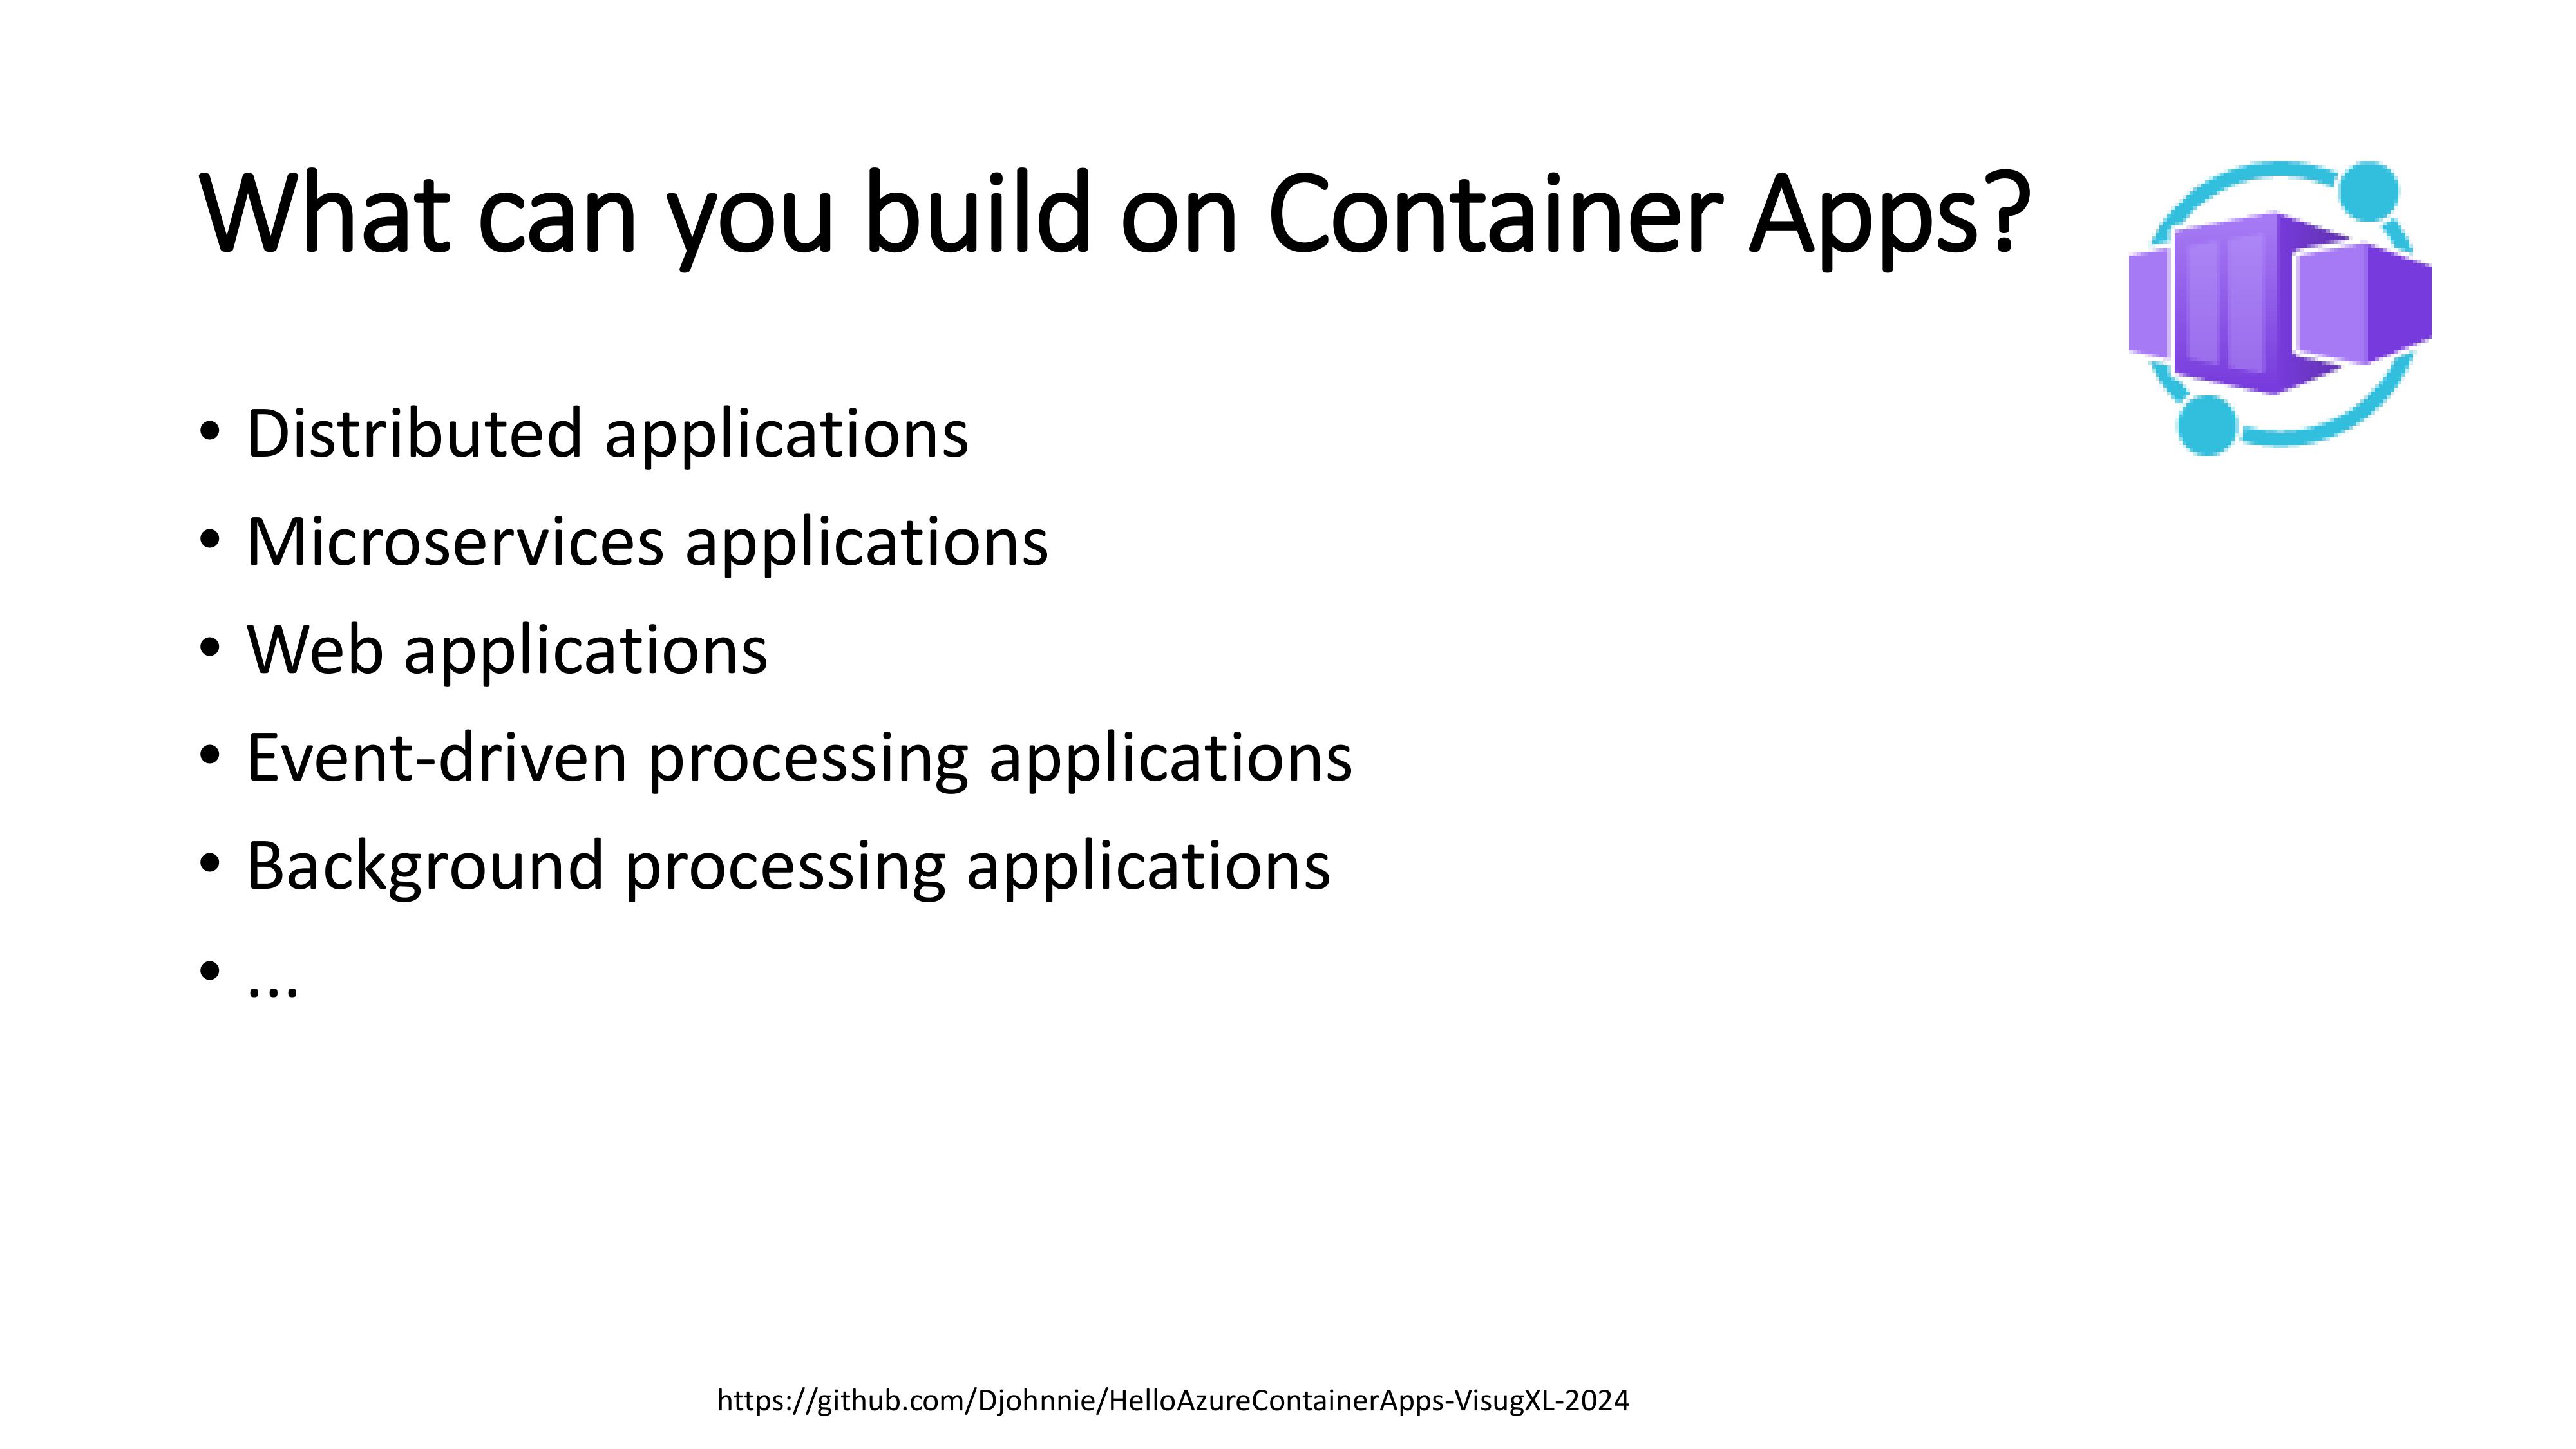 What can you build on Container Apps?
• Distributed applications
• Microservices applications
• Web applications
• Event-driven processing applications
• Background processing applications
• ...
https://github.com/Djohnnie/HelloAzureContainerApps-VisugXL-2024